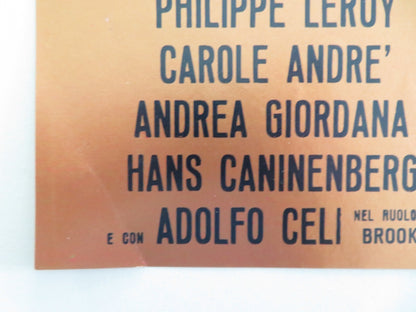 PHILIPPE LEROY
CAROLE ANDRE'
ANDREA GIORDANA
HANS CANINENBERG
E CON ADOLFO CELI NEL RUOLO
BROOK